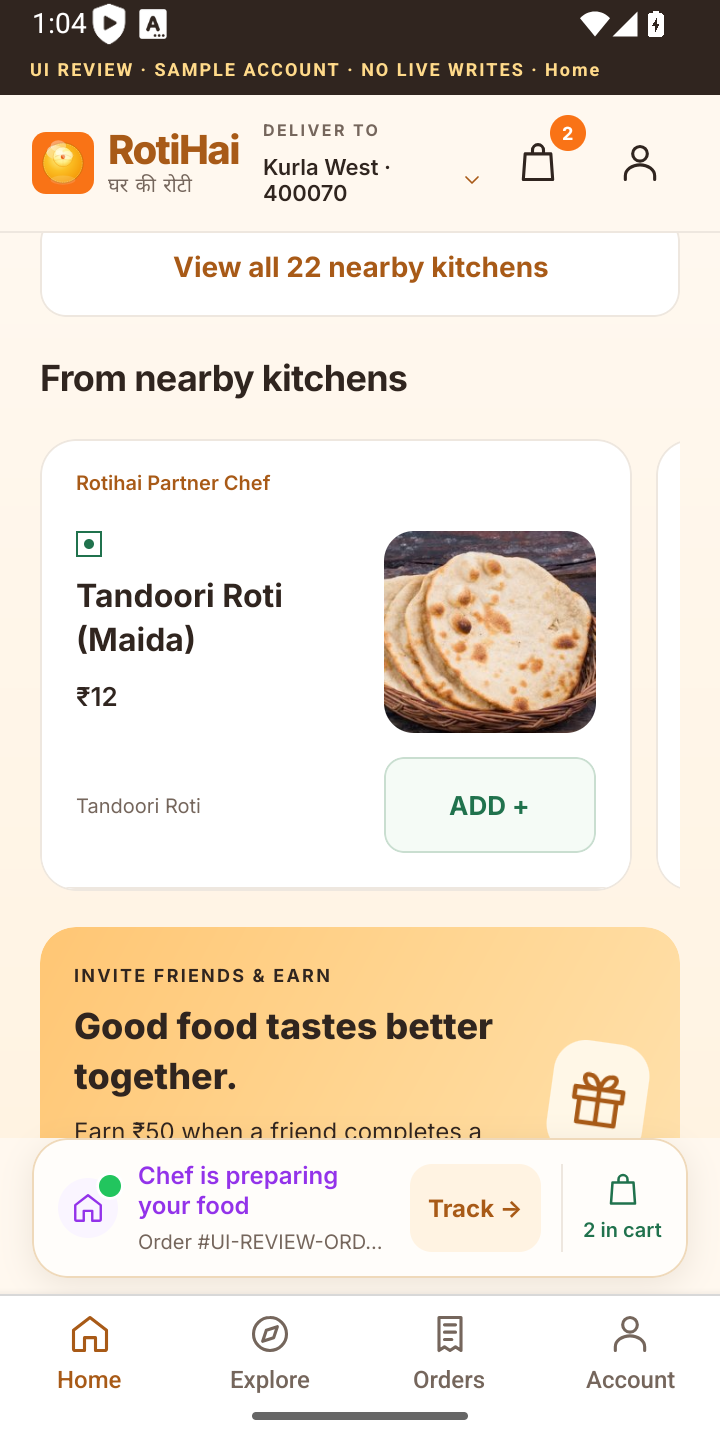 1:04
UI REVIEW · SAMPLE ACCOUNT · NO LIVE WRITES · Home
RotiHai
घर की रोटी
DELIVER TO
Kurla West ·
400070
2
View all 22 nearby kitchens
From nearby kitchens
Rotihai Partner Chef
Tandoori Roti
(Maida)
₹12
Tandoori Roti
ADD +
INVITE FRIENDS & EARN
Good food tastes better
together.
Earn ₹50 when a friend completes a
Chef is preparing
your food
Order #UI-REVIEW-ORD...
Track →
2 in cart
Home
Explore
Orders
Account